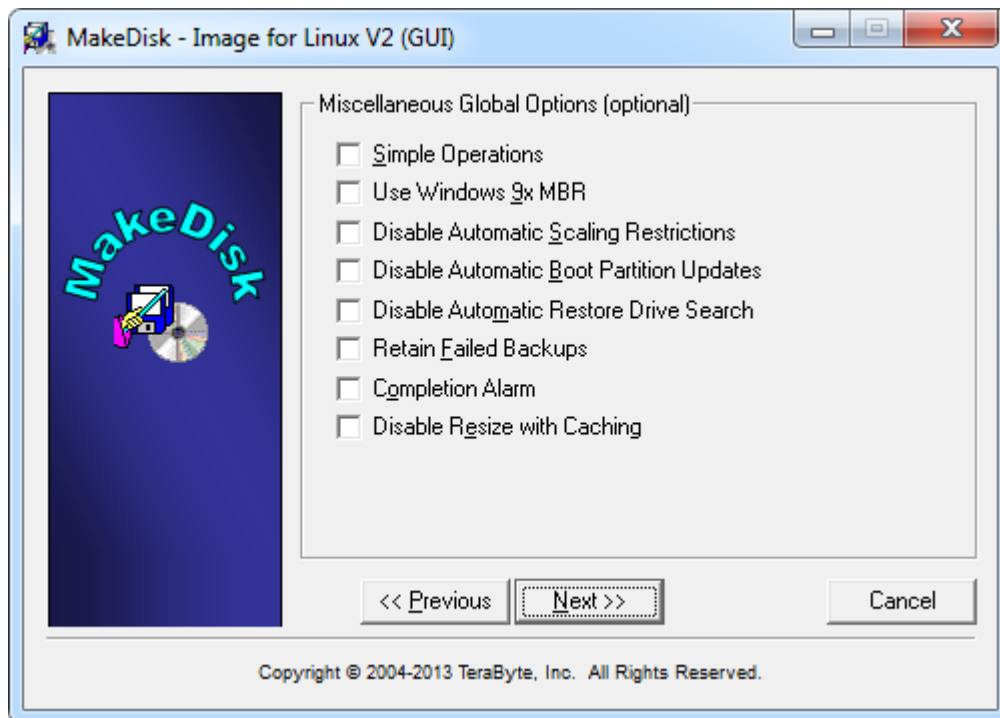 MakeDisk - Image for Linux V2 (GUI)
MakeDisk
Miscellaneous Global Options (optional)
Simple Operations
Use Windows 9x MBR
Disable Automatic Scaling Restrictions
Disable Automatic Boot Partition Updates
Disable Automatic Restore Drive Search
Retain Failed Backups
Completion Alarm
Disable Resize with Caching
<< Previous
Next >>
Cancel
Copyright © 2004-2013 TeraByte, Inc. All Rights Reserved.